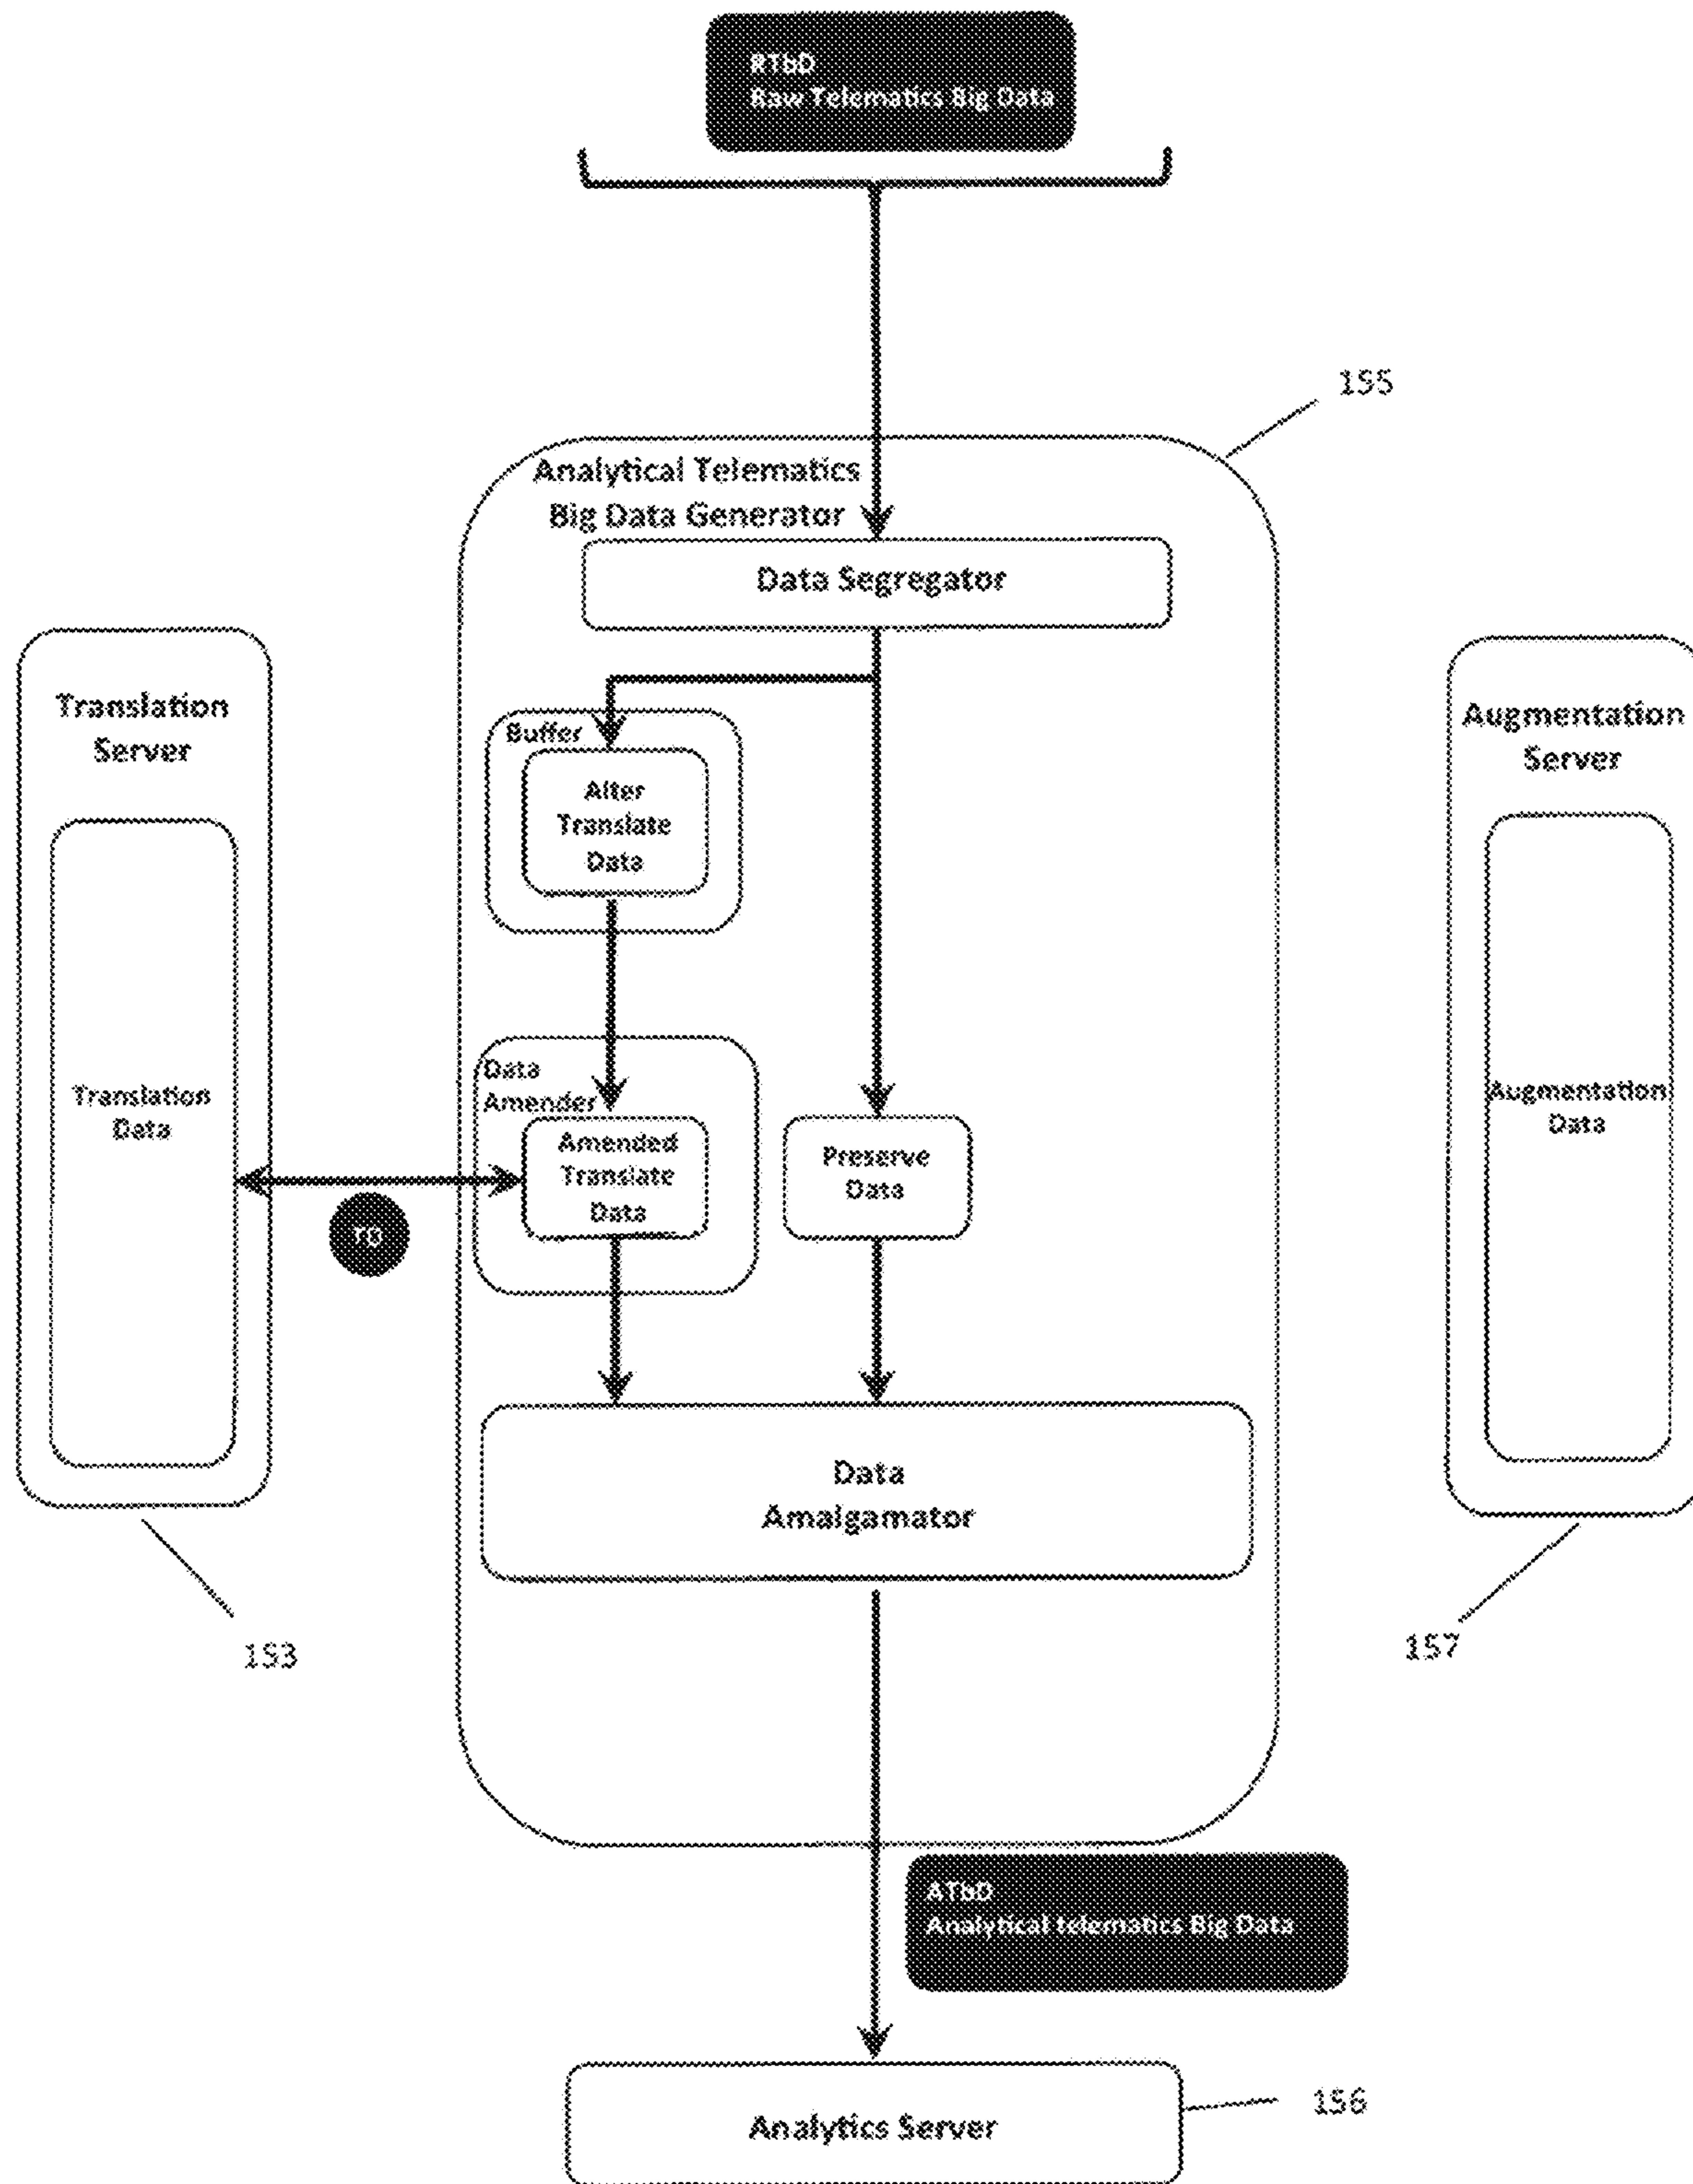 RTbD
Raw Telematics Big Data
155
Analytical Telematics
Big Data Generator
Data Segregator
Translation
Server
Buffer
Alter
Translate
Data
Augmentation
Server
Translation
Data
Data
Amender
Amended
Translate
Data
Preserve
Data
Augmentation
Data
TD
Data
Amalgamator
153
157
ATbD
Analytical telematics Big Data
Analytics Server
156